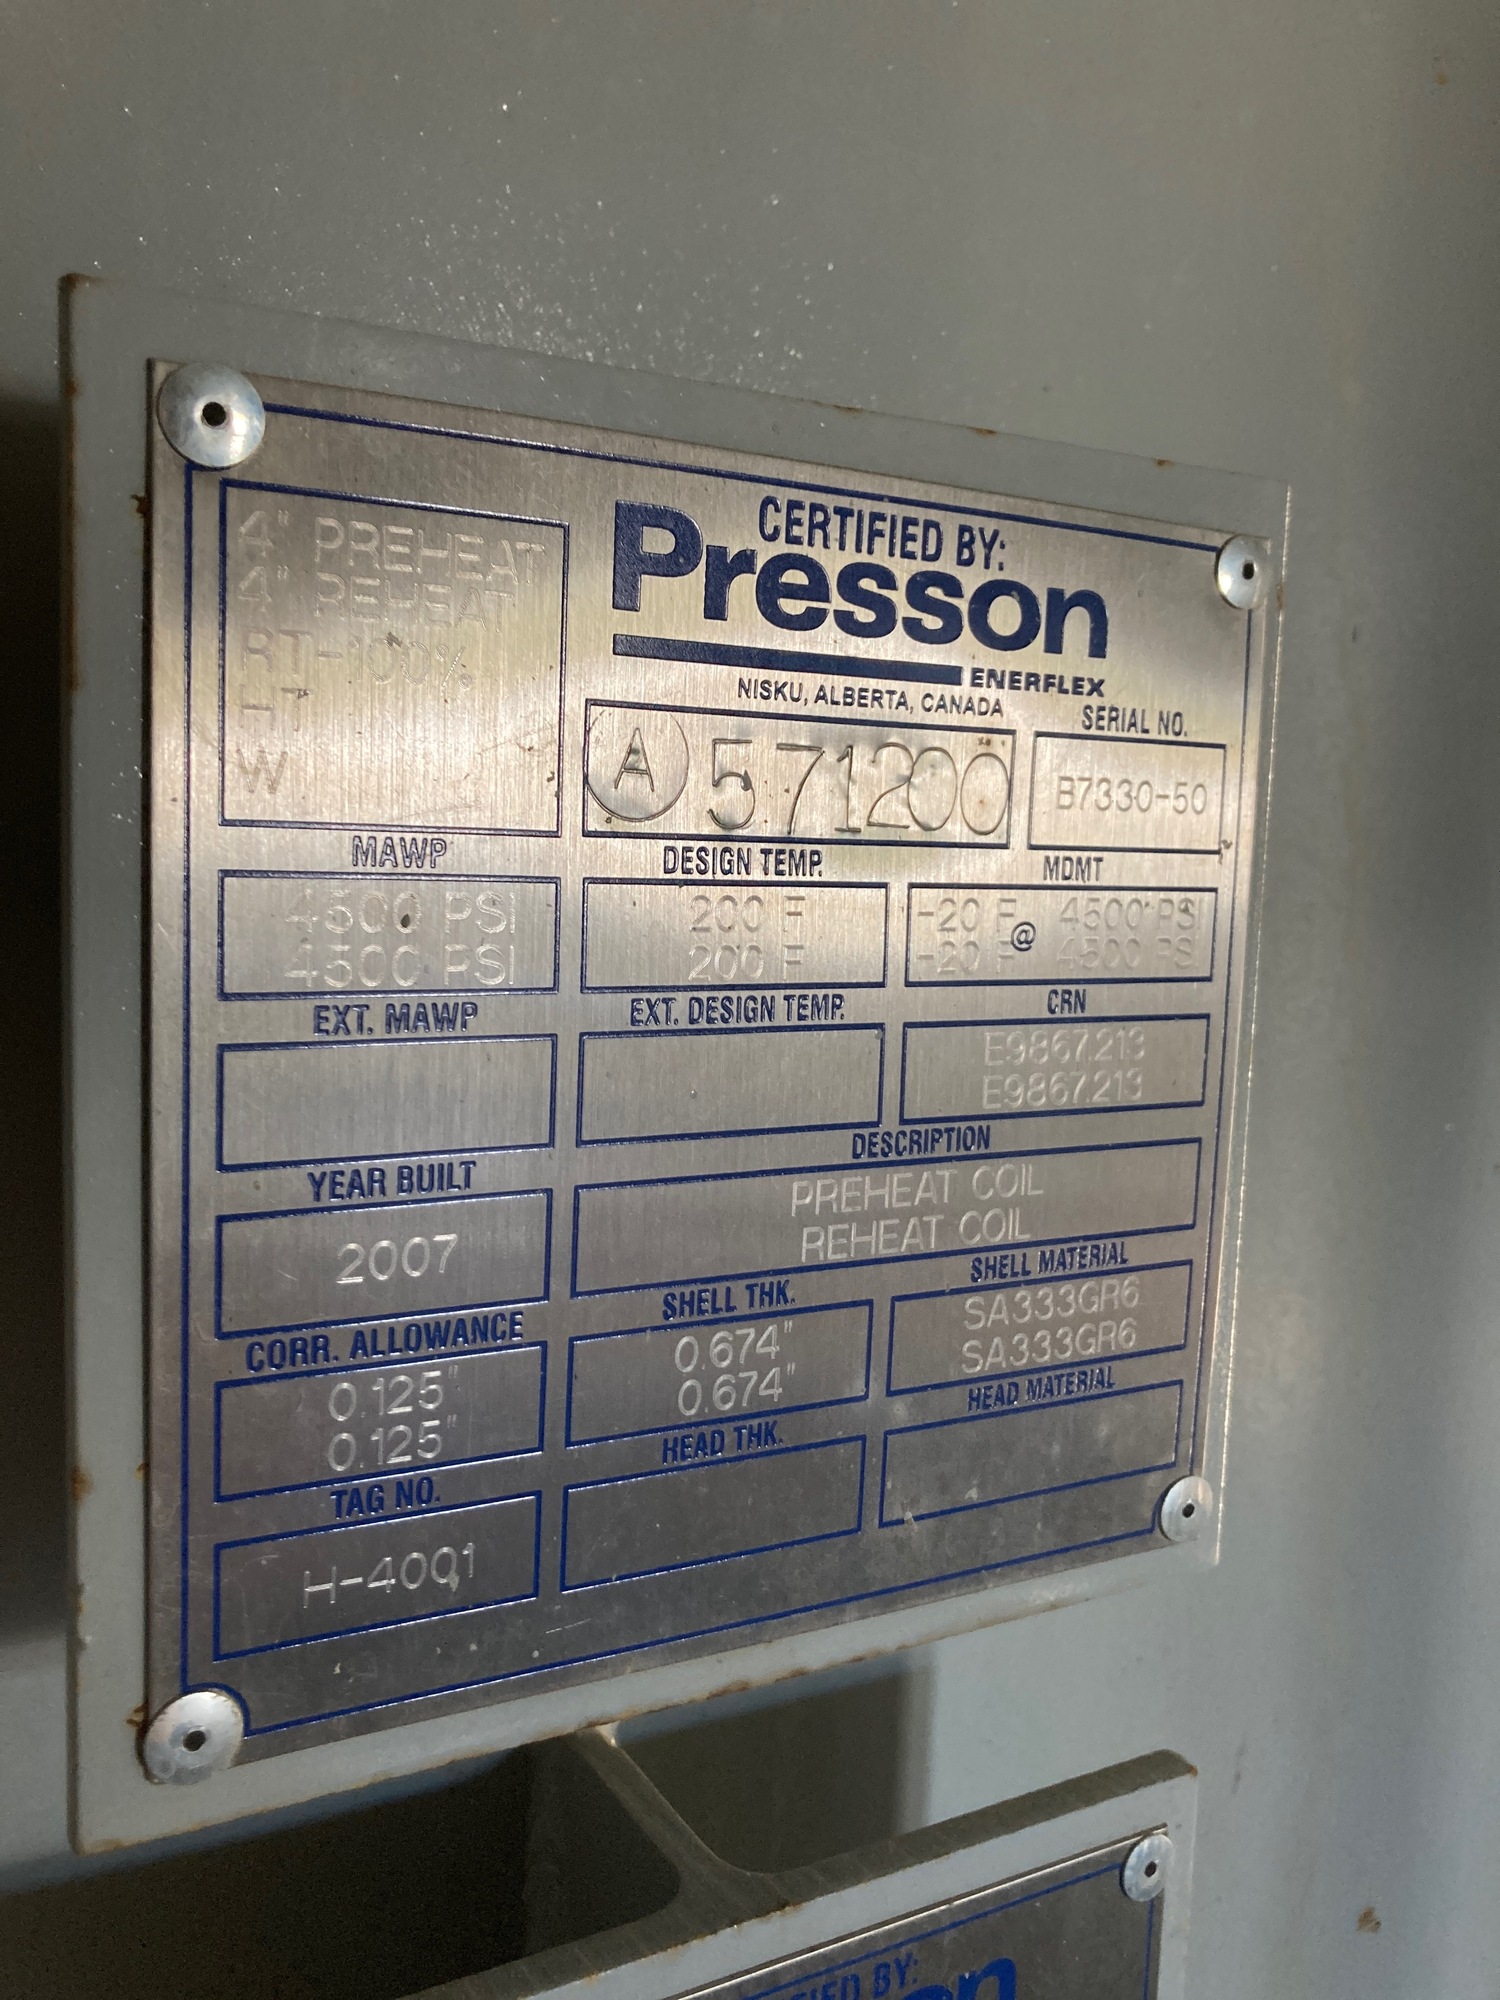 4" PREHEAT
4" REHEAT
RT-100%
HT
W
CERTIFIED BY:
Presson
ENERFLEX
NISKU, ALBERTA, CANADA
SERIAL NO.
A 571200
B7330-50
MAWP
DESIGN TEMP.
MDMT
4500 PSI
4500 PSI
200 F
200 F
-20 F @ 4500 PSI
-20 F 4500 PSI
EXT. MAWP
EXT. DESIGN TEMP.
CRN
E9867.213
E9867.213
YEAR BUILT
DESCRIPTION
2007
PREHEAT COIL
REHEAT COIL
CORR. ALLOWANCE
SHELL THK.
SHELL MATERIAL
0.125"
0.125"
0.674"
0.674"
SA333GR6
SA333GR6
TAG NO.
HEAD THK.
HEAD MATERIAL
H-4001
BY: